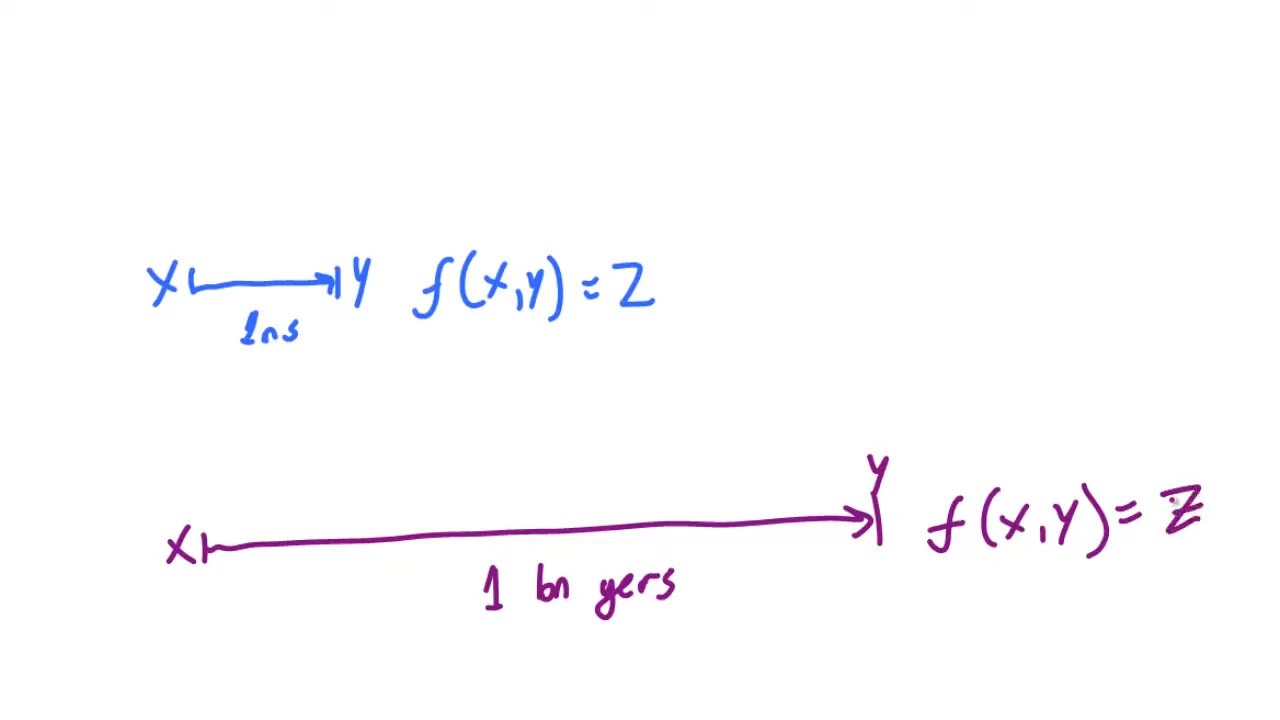 X Y f(x,y) = Z
1ns
Y
X f(x,y) = Z
1 bn yers